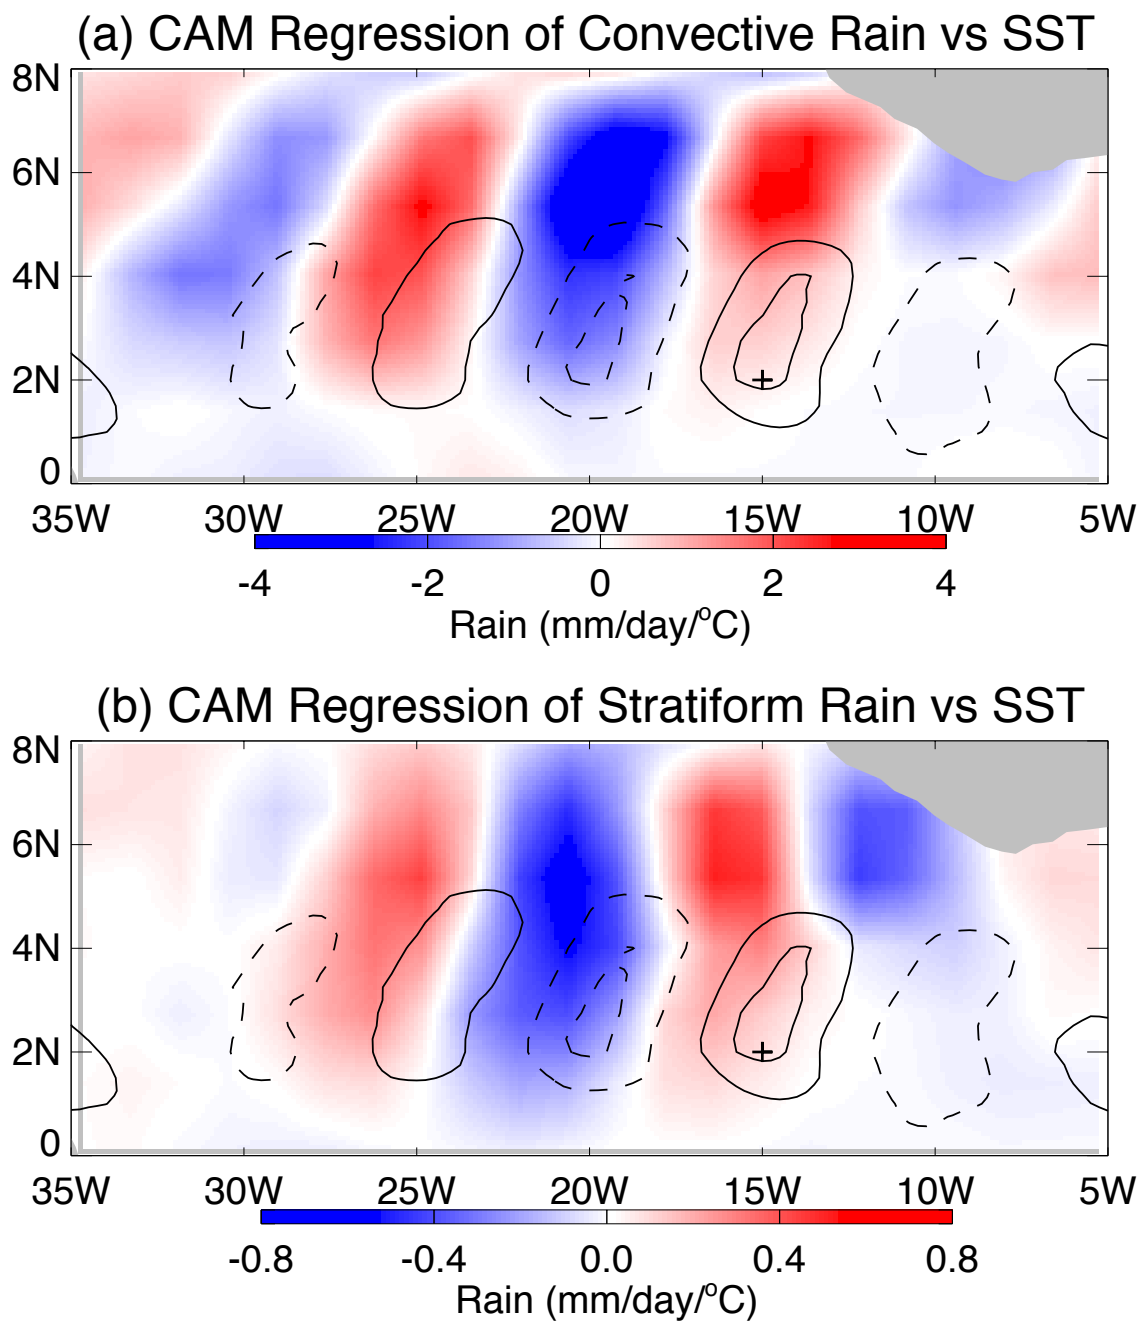 (a) CAM Regression of Convective Rain vs SST
8N
6N
4N
2N
0
35W 30W 25W 20W 15W 10W 5W
-4 -2 0 2 4
Rain (mm/day/°C)
(b) CAM Regression of Stratiform Rain vs SST
8N
6N
4N
2N
0
35W 30W 25W 20W 15W 10W 5W
-0.8 -0.4 0.0 0.4 0.8
Rain (mm/day/°C)